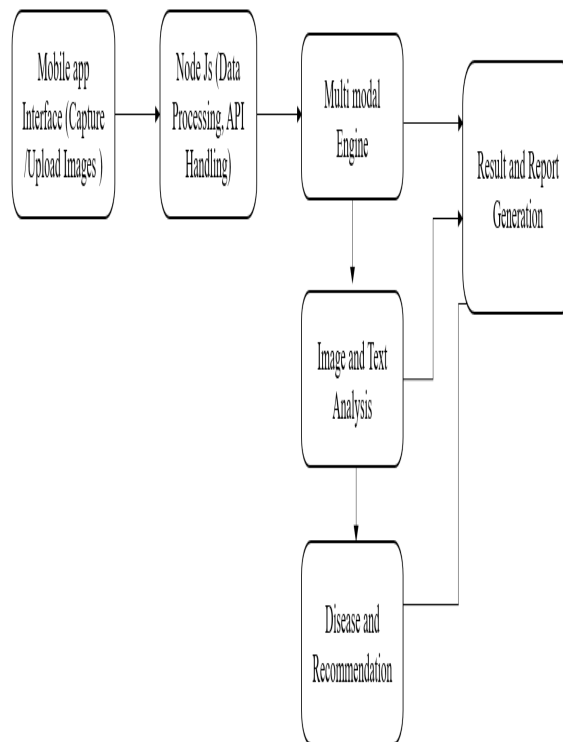 Mobile app
Interface (Capture
/Upload Images )
Node Js (Data
Processing, API
Handling)
Multi modal
Engine
Result and Report
Generation
Image and Text
Analysis
Disease and
Recommendation